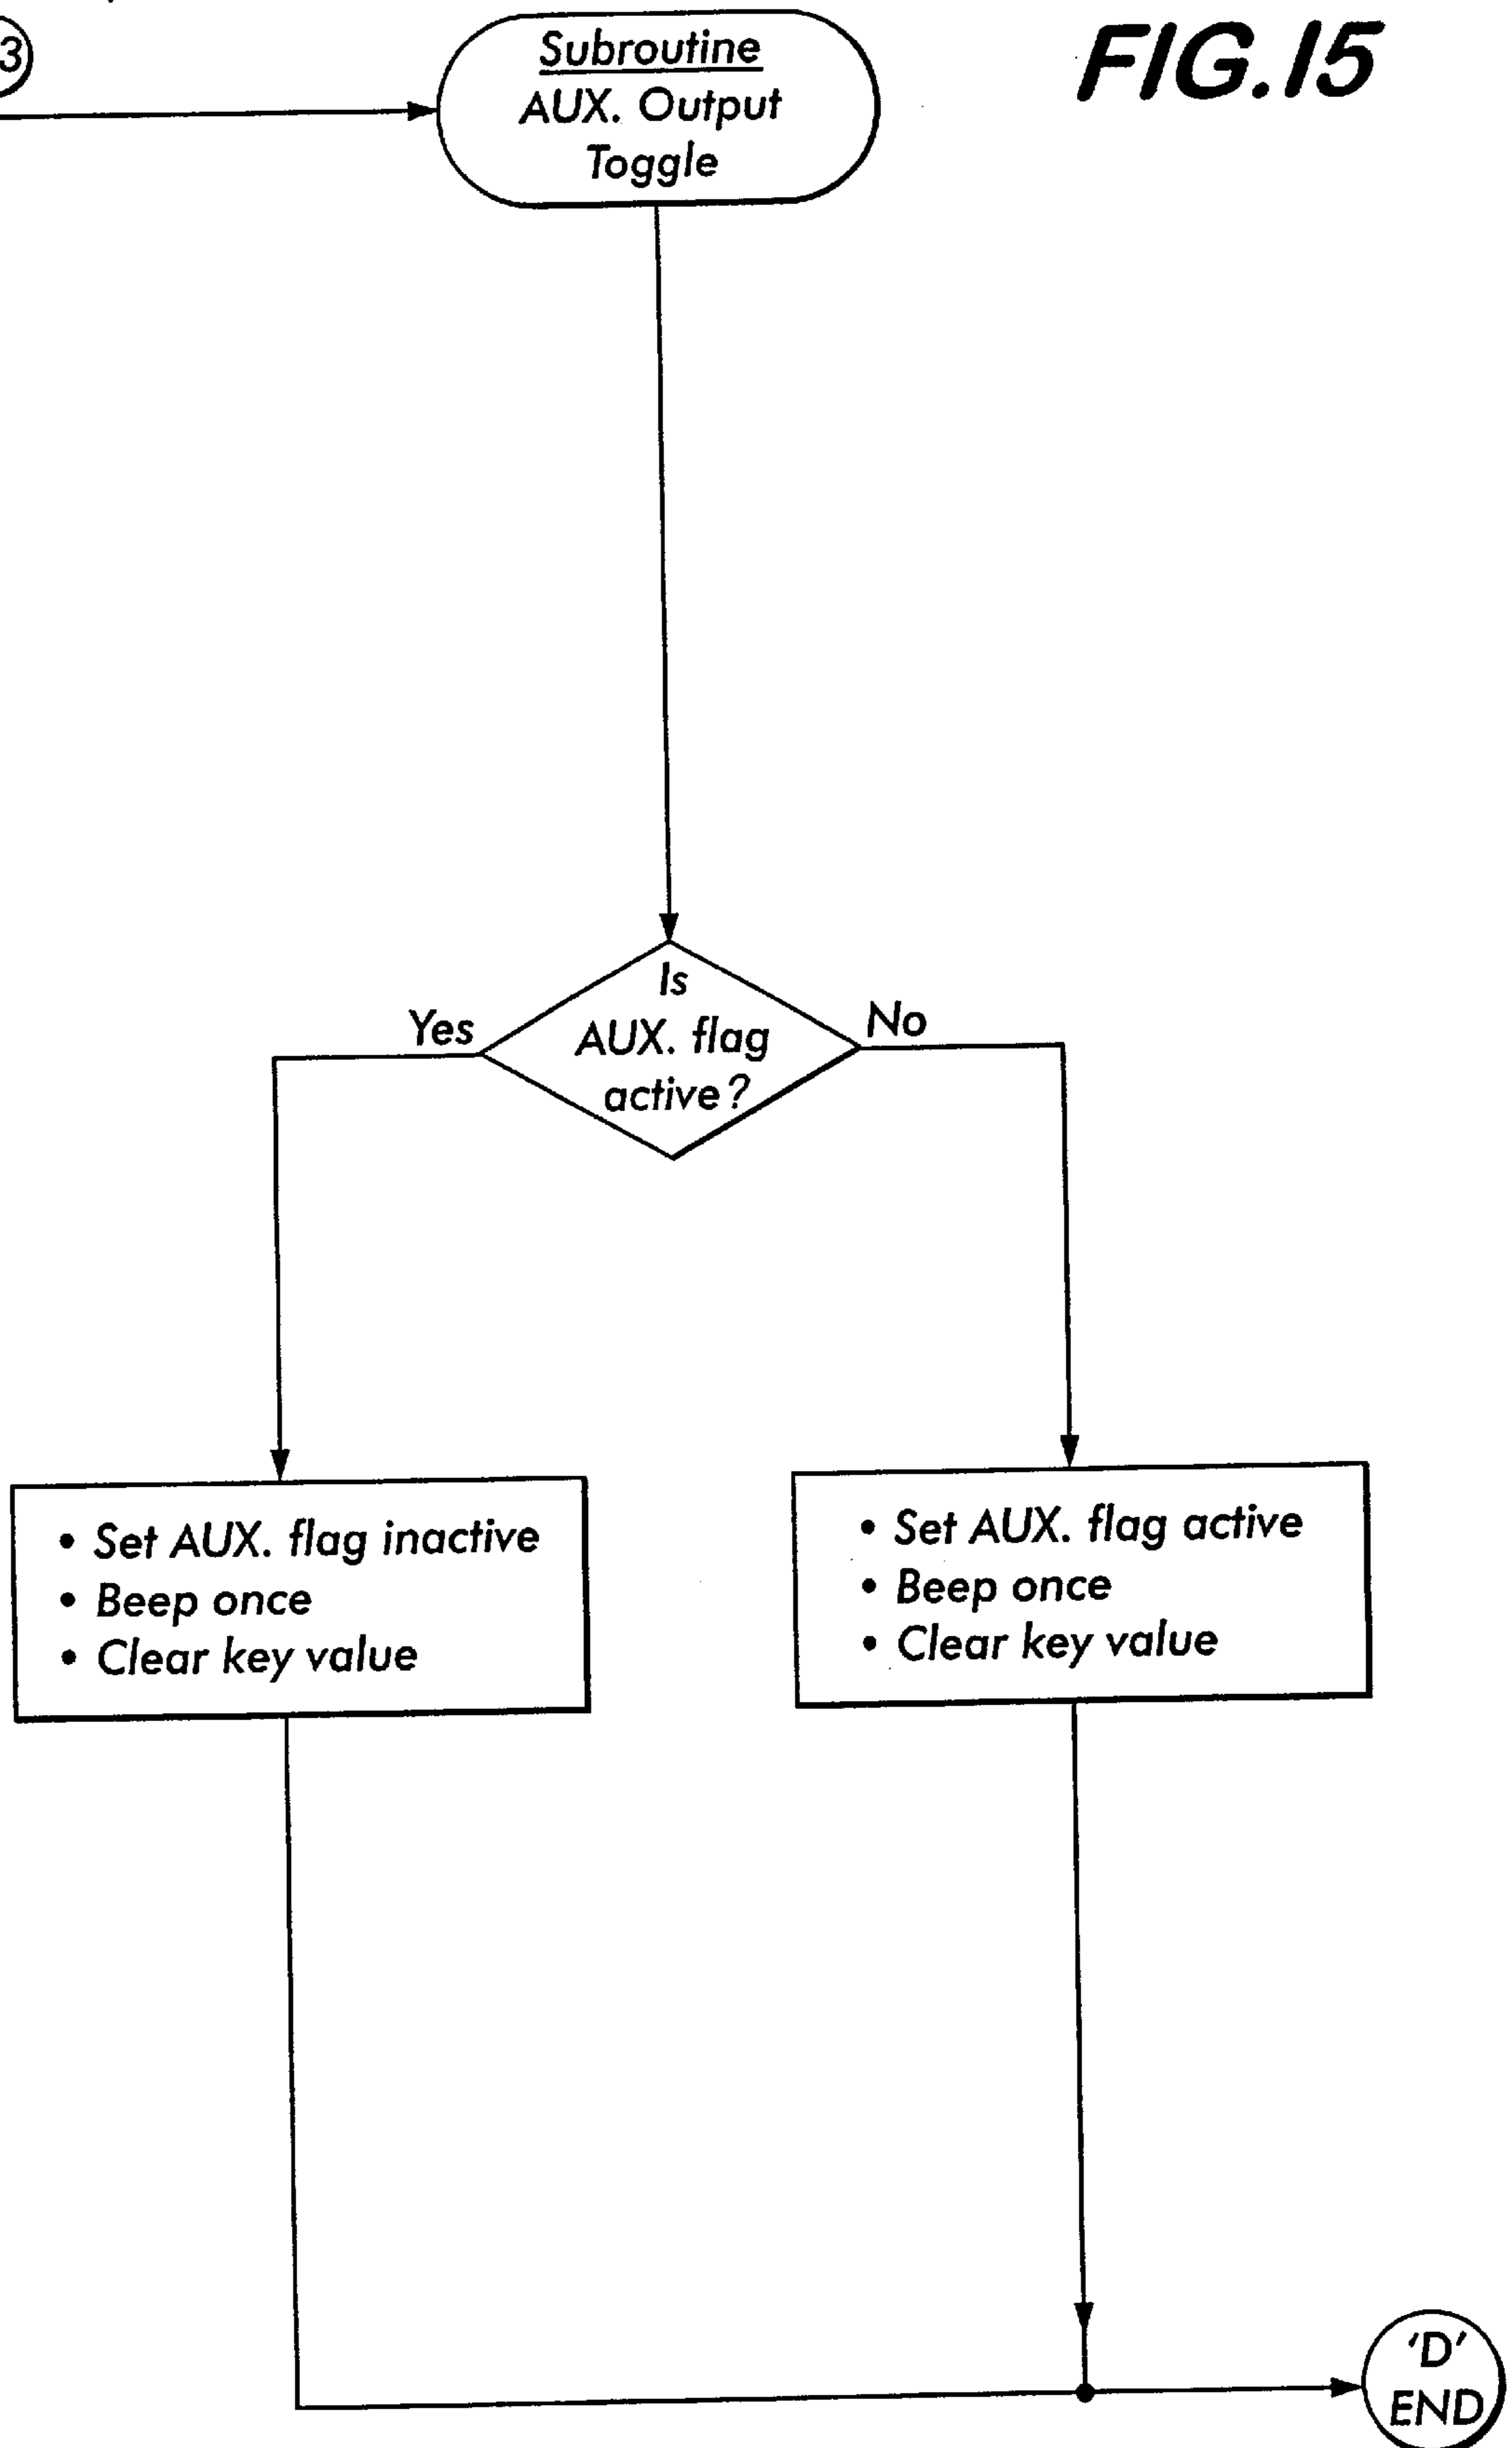 3
FIG. 15
Subroutine
AUX. Output
Toggle
Is
AUX. flag
active?
Yes
No
• Set AUX. flag inactive
• Beep once
• Clear key value
• Set AUX. flag active
• Beep once
• Clear key value
'D'
END